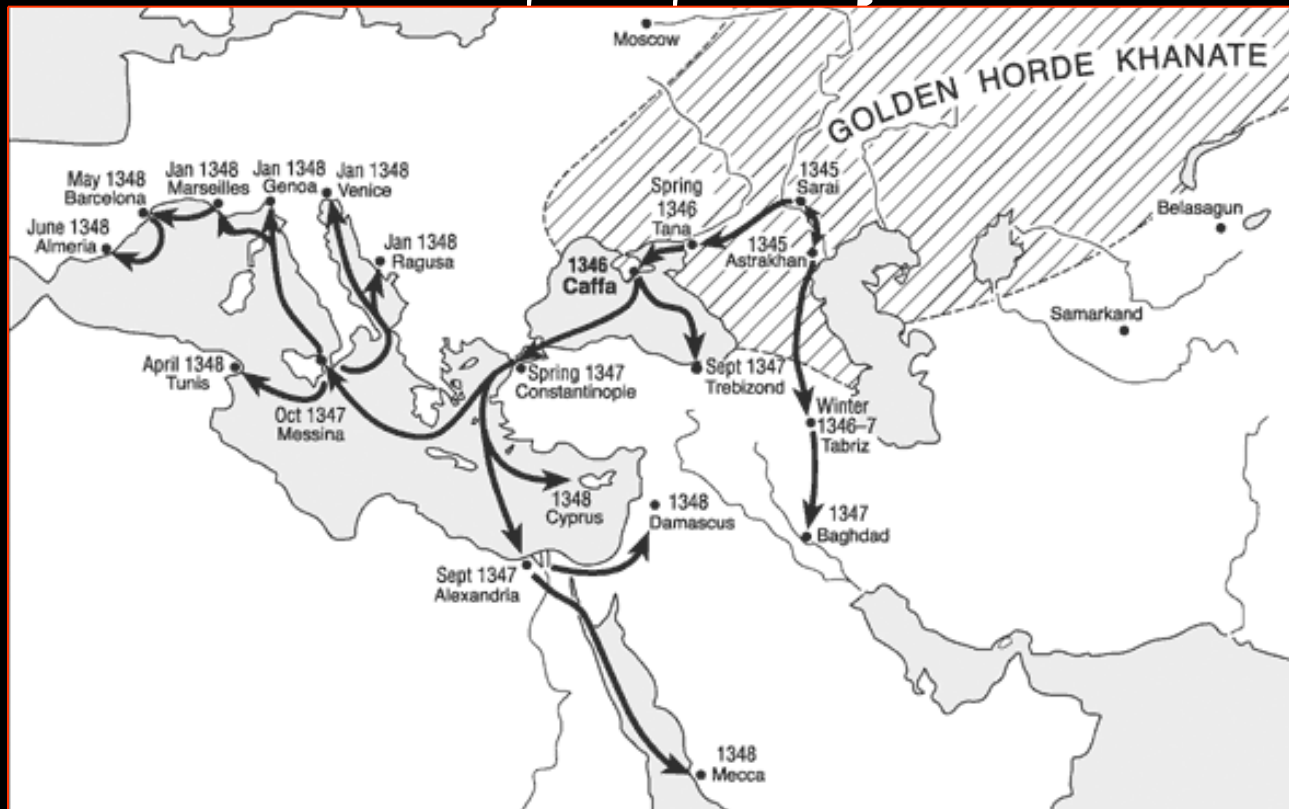 Moscow
GOLDEN HORDE KHANATE
1345
Sarai
Jan 1348
Marseilles
Jan 1348
Genoa
Jan 1348
Venice
May 1348
Barcelona
Spring
1346
Tana
June 1348
Almeria
Jan 1348
Ragusa
1345
Astrakhan
Belasagun
1346
Caffa
Samarkand
April 1348
Tunis
Spring 1347
Constantinople
Sept 1347
Trebizond
Oct 1347
Messina
Winter
1346–7
Tabriz
1348
Cyprus
1348
Damascus
1347
Baghdad
Sept 1347
Alexandria
1348
Mecca